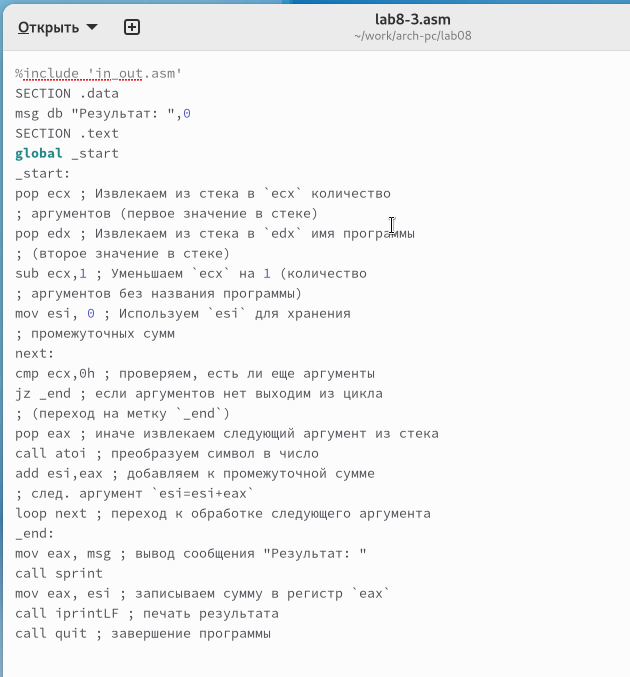 Открыть
lab8-3.asm
~/work/arch-pc/lab08
%include 'in_out.asm'
SECTION .data
msg db "Результат: ",0
SECTION .text
global _start
_start:
pop ecx ; Извлекаем из стека в `ecx` количество
; аргументов (первое значение в стеке)
pop edx ; Извлекаем из стека в `edx` имя программы
; (второе значение в стеке)
sub ecx,1 ; Уменьшаем `ecx` на 1 (количество
; аргументов без названия программы)
mov esi, 0 ; Используем `esi` для хранения
; промежуточных сумм
next:
cmp ecx,0h ; проверяем, есть ли еще аргументы
jz _end ; если аргументов нет выходим из цикла
; (переход на метку `_end`)
pop eax ; иначе извлекаем следующий аргумент из стека
call atoi ; преобразуем символ в число
add esi,eax ; добавляем к промежуточной сумме
; след. аргумент `esi=esi+eax`
loop next ; переход к обработке следующего аргумента
_end:
mov eax, msg ; вывод сообщения "Результат: "
call sprint
mov eax, esi ; записываем сумму в регистр `eax`
call iprintLF ; печать результата
call quit ; завершение программы